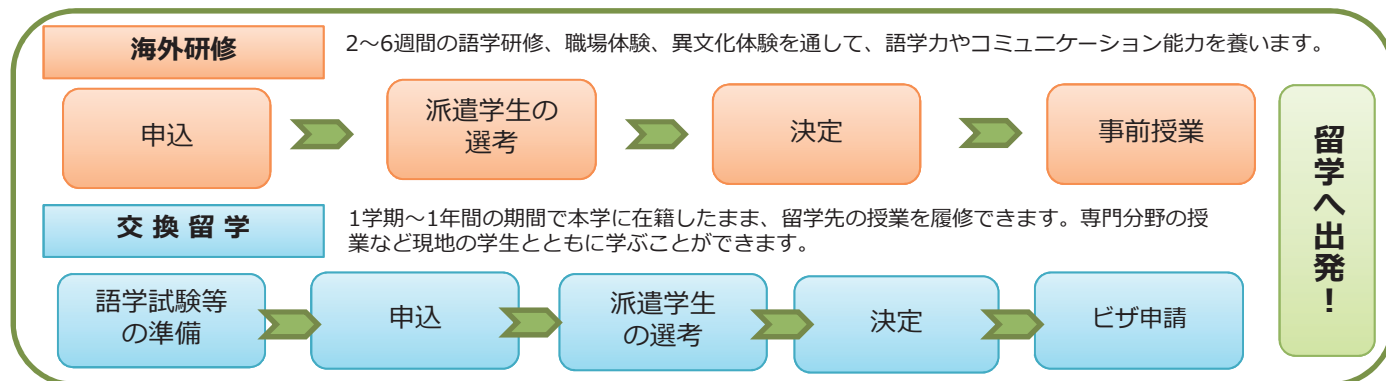 海外研修
2~6週間の語学研修、職場体験、異文化体験を通して、語学力やコミュニケーション能力を養います。
申込
派遣学生の
選考
決定
事前授業
交換留学
1学期~1年間の期間で本学に在籍したまま、留学先の授業を履修できます。専門分野の授
業など現地の学生とともに学ぶことができます。
語学試験等
の準備
申込
派遣学生
の選考
決定
ビザ申請
留学へ出発!